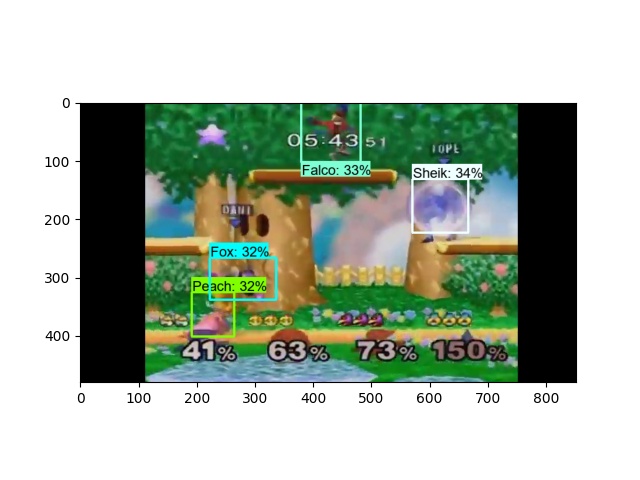 0
100
200
300
400
05:43 51
TOPE
Falco: 33%
Sheik: 34%
DANI
Fox: 32%
Peach: 32%
41% 63% 73% 150%
0 100 200 300 400 500 600 700 800